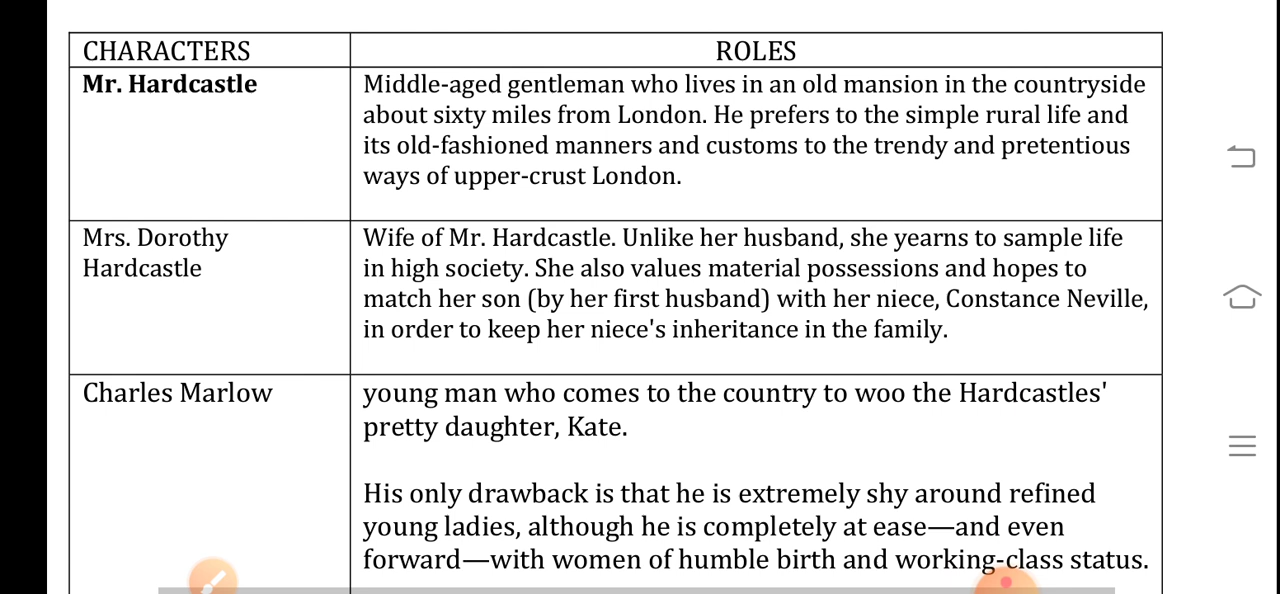 CHARACTERS
ROLES
Mr. Hardcastle
Middle-aged gentleman who lives in an old mansion in the countryside
about sixty miles from London. He prefers to the simple rural life and
its old-fashioned manners and customs to the trendy and pretentious
ways of upper-crust London.
Mrs. Dorothy
Hardcastle
Wife of Mr. Hardcastle. Unlike her husband, she yearns to sample life
in high society. She also values material possessions and hopes to
match her son (by her first husband) with her niece, Constance Neville,
in order to keep her niece's inheritance in the family.
Charles Marlow
young man who comes to the country to woo the Hardcastles'
pretty daughter, Kate.
His only drawback is that he is extremely shy around refined
young ladies, although he is completely at ease—and even
forward—with women of humble birth and working-class status.